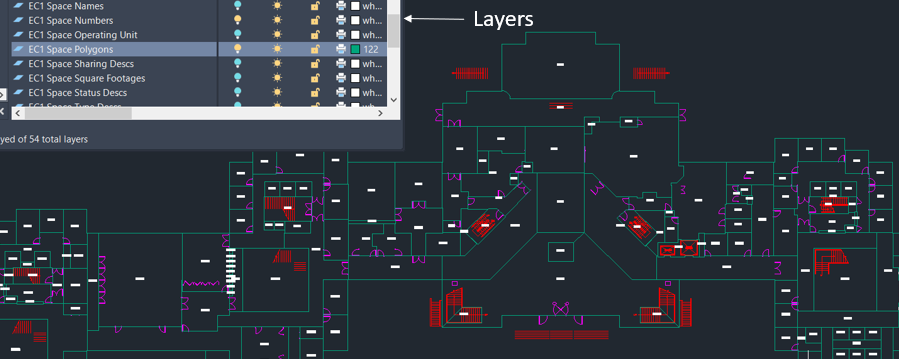 EC1 Space Names wh...
Layers
EC1 Space Numbers wh...
EC1 Space Operating Unit wh...
EC1 Space Polygons 122
EC1 Space Sharing Descs wh...
EC1 Space Square Footages wh...
EC1 Space Status Descs wh...
EC1 Space Type Descs wh...
yed of 54 total layers